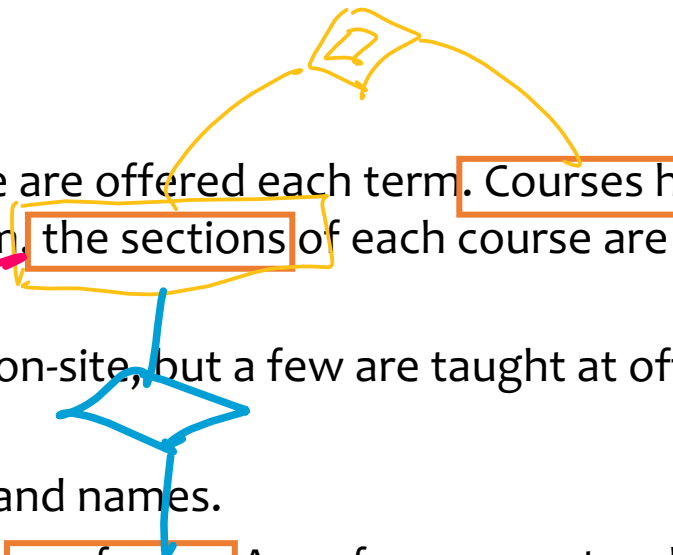 are offered each term. Courses h
the sections of each course are
on-site, but a few are taught at of
and names.